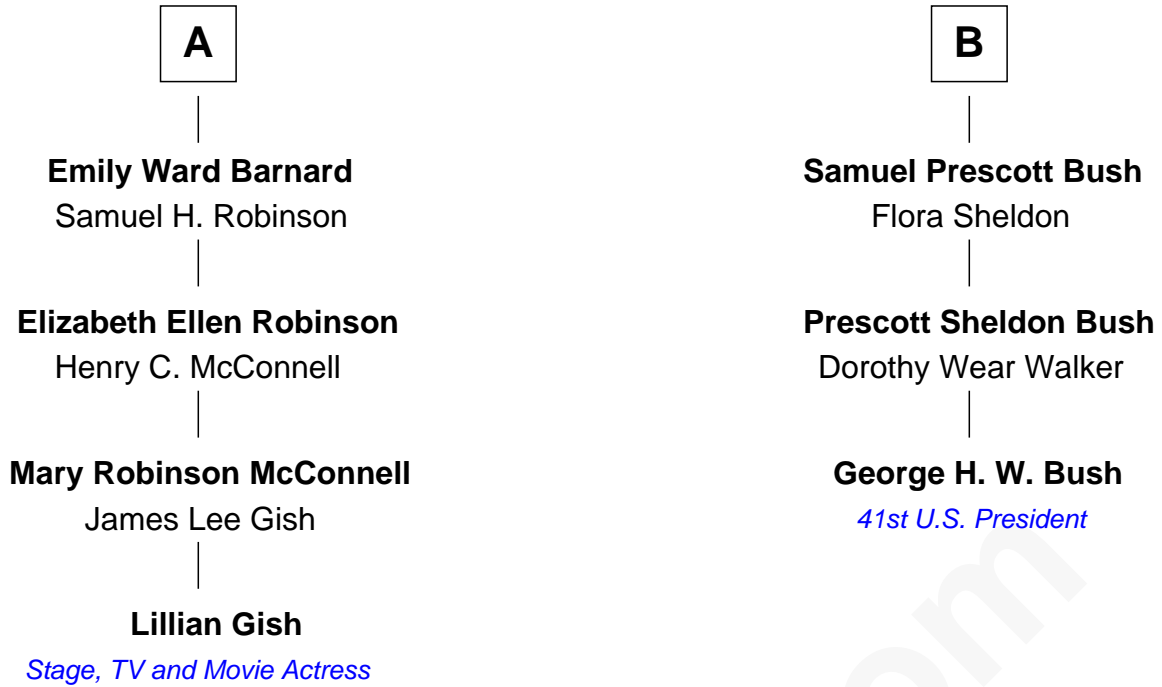 A
Emily Ward Barnard
Samuel H. Robinson
Elizabeth Ellen Robinson
Henry C. McConnell
Mary Robinson McConnell
James Lee Gish
Lillian Gish
Stage, TV and Movie Actress
B
Samuel Prescott Bush
Flora Sheldon
Prescott Sheldon Bush
Dorothy Wear Walker
George H. W. Bush
41st U.S. President